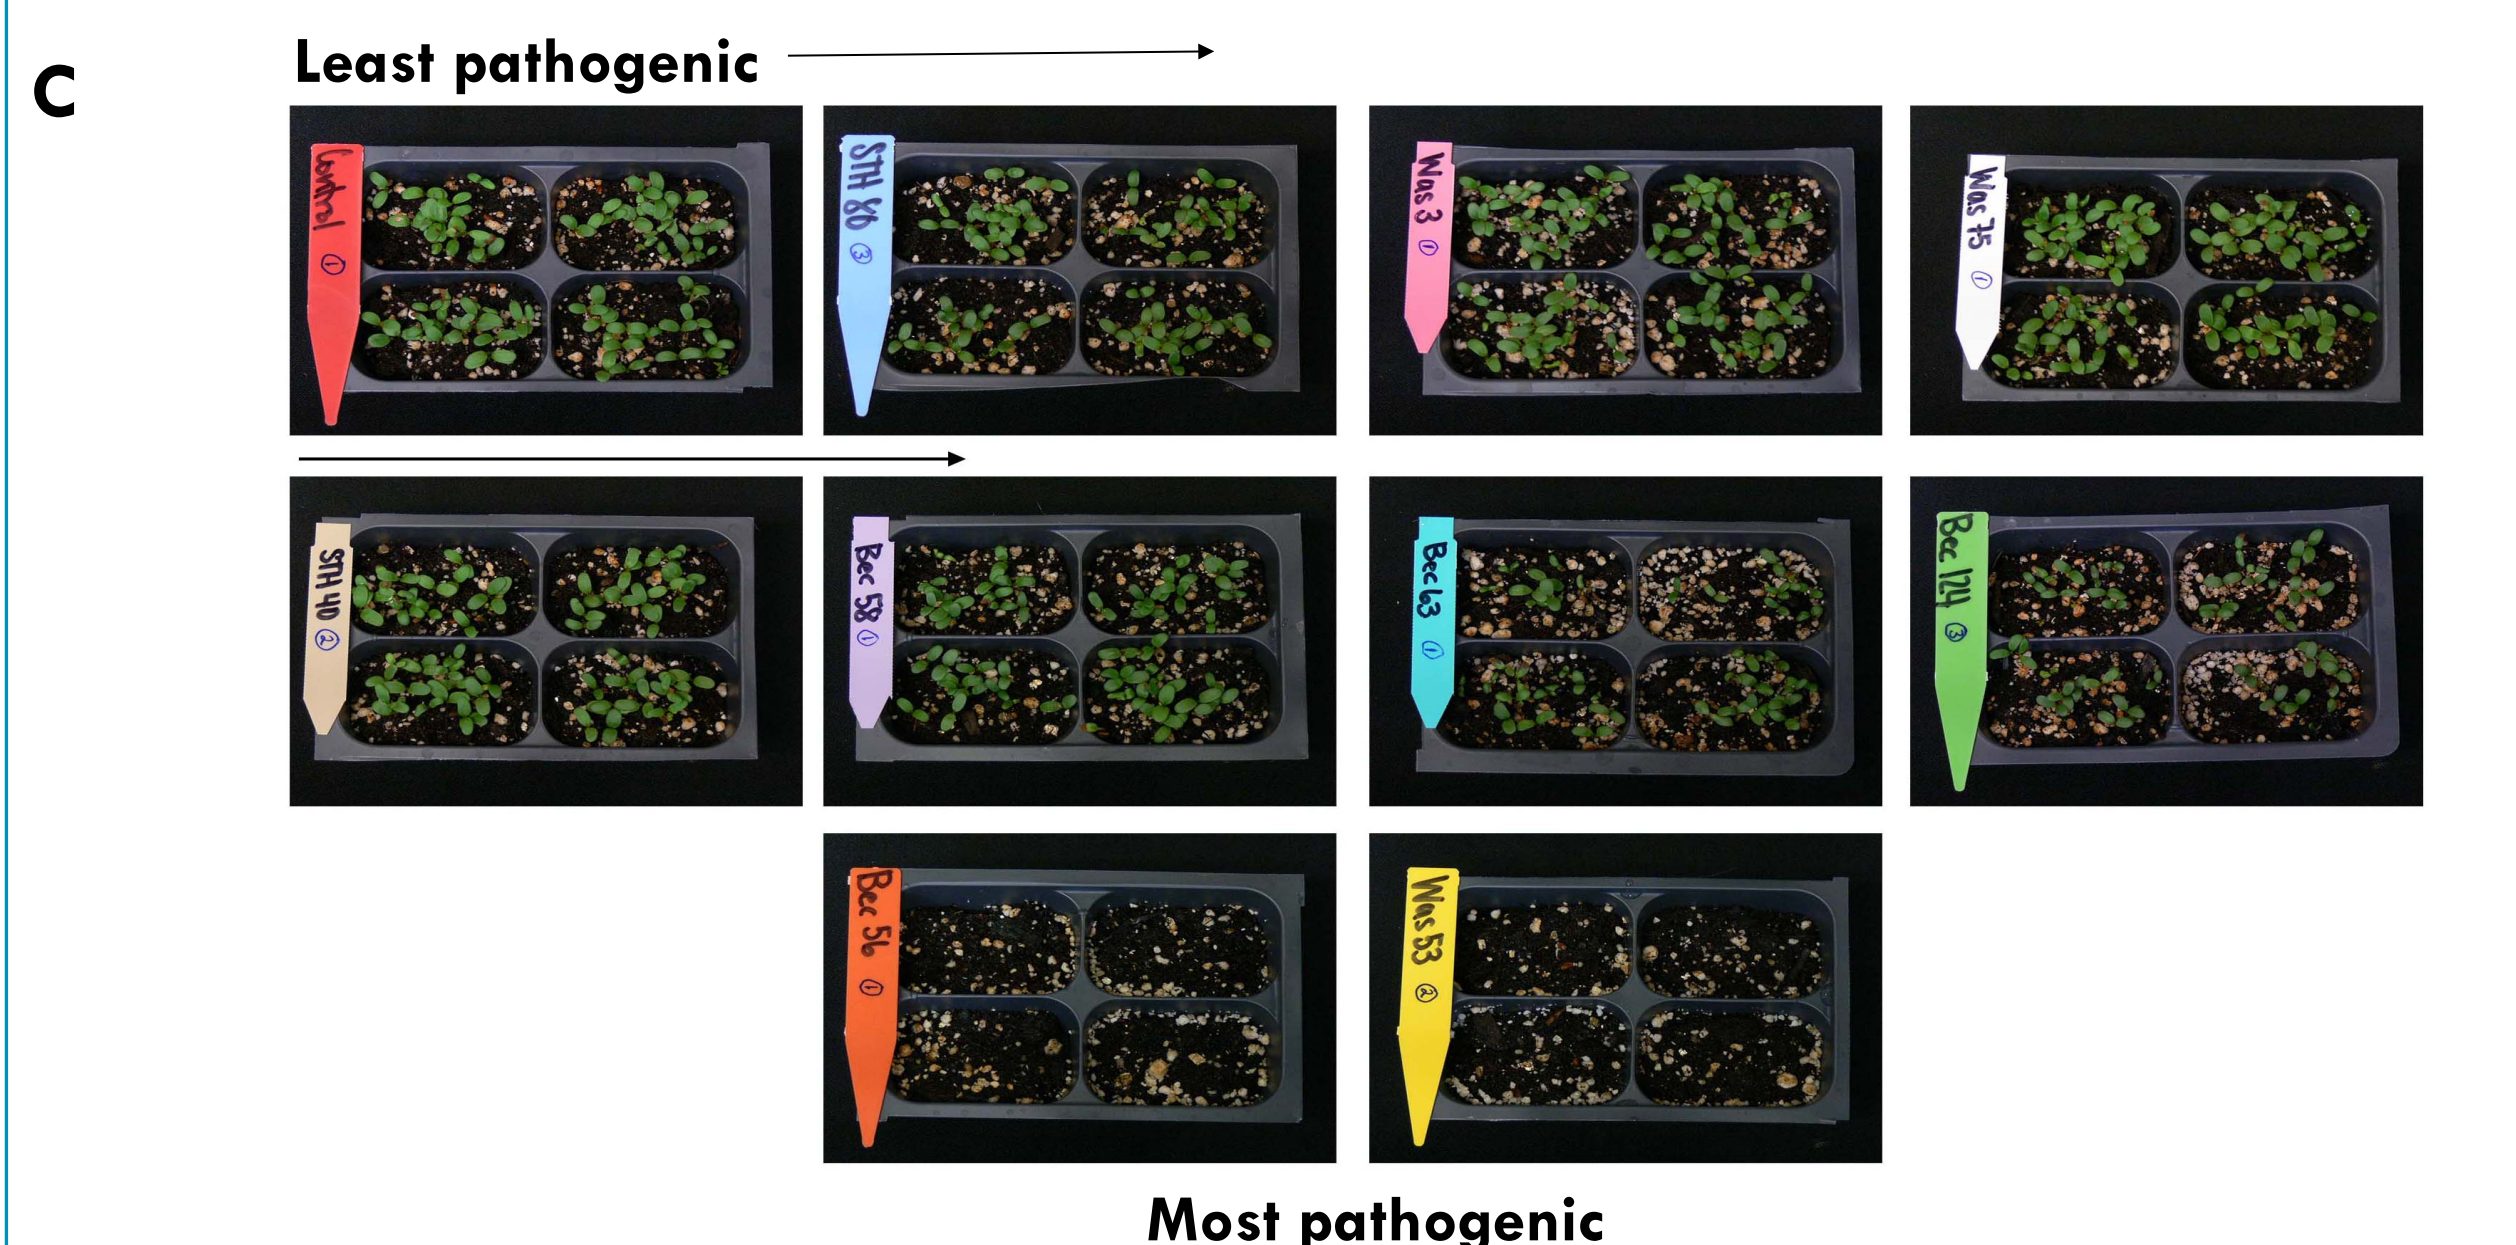 C
Least pathogenic
Control ①
STH 86 ③
Was 3 ①
Was 75 ①
STH 40 ②
Bec 58 ①
Bec 63 ①
Bec 124 ③
Bec 56 ①
Was 53 ②
Most pathogenic